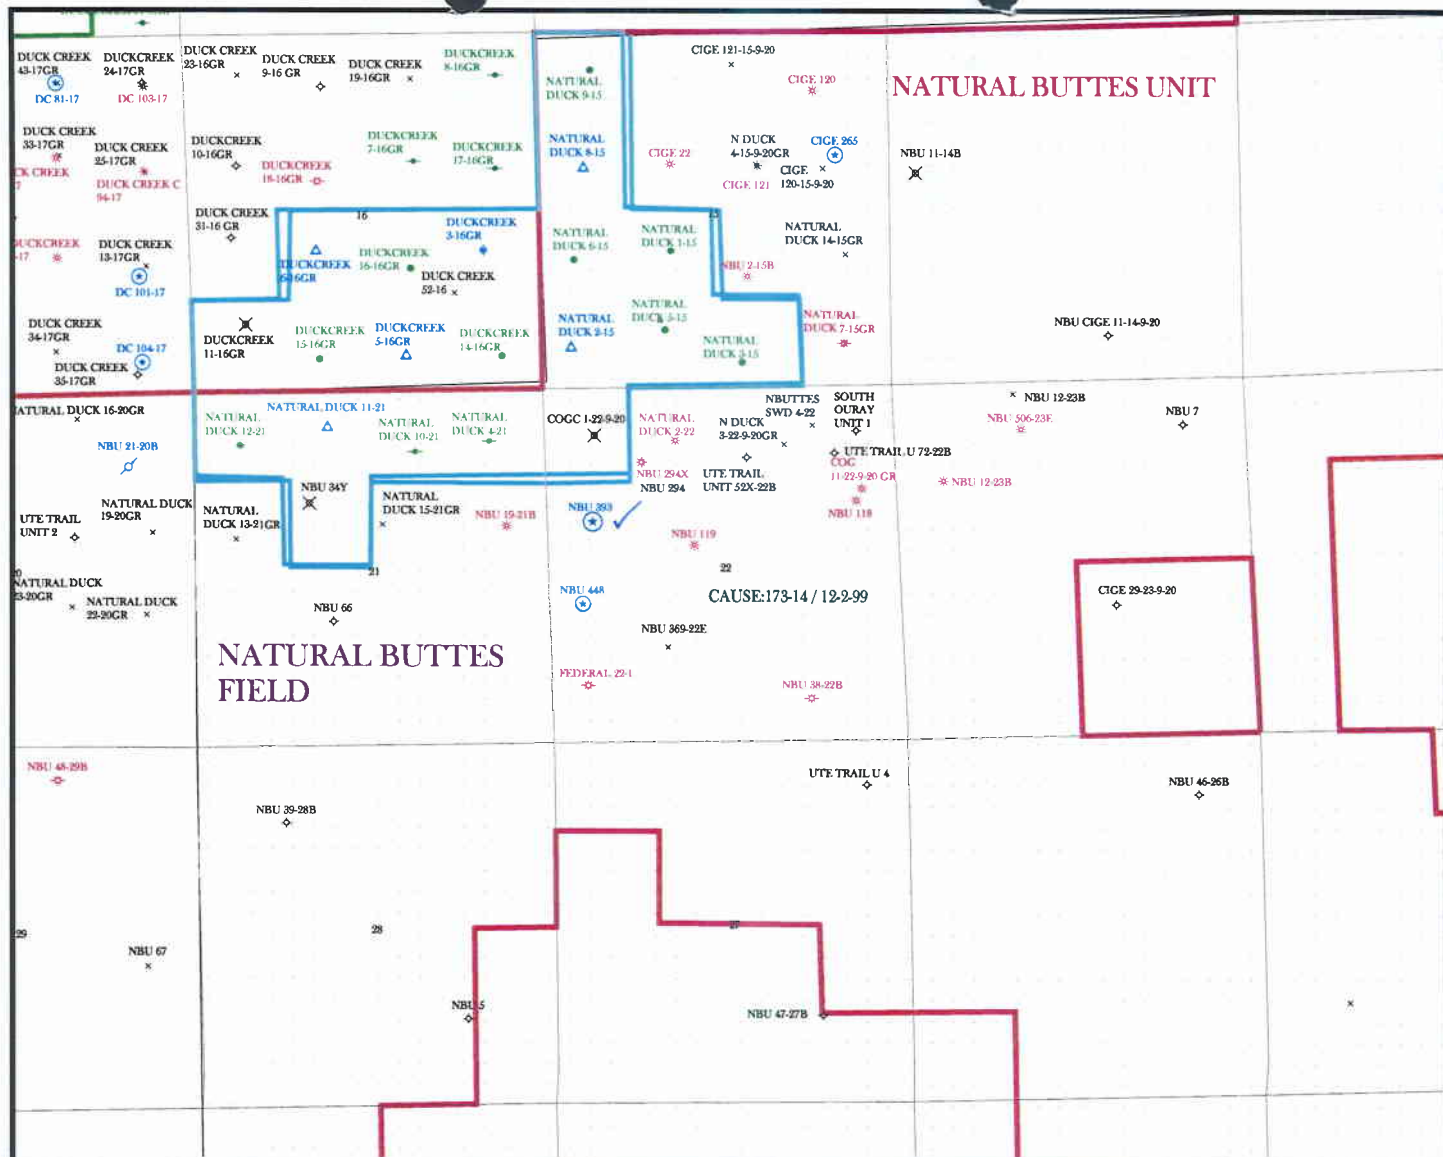 DUCK CREEK
43-17GR
DC 81-17
DUCKCREEK
24-17GR
DC 103-17
DUCK CREEK
23-16GR
DUCK CREEK
9-16 GR
DUCK CREEK
19-16GR
DUCKCREEK
8-16GR
NATURAL
DUCK 9-15
CIGE 121-15-9-20
CIGE 120
NATURAL BUTTES UNIT
DUCK CREEK
33-17GR
CK CREEK
7
DUCK CREEK
25-17GR
DUCK CREEK C
94-17
DUCKCREEK
10-16GR
DUCKCREEK
18-16GR
DUCKCREEK
7-16GR
DUCKCREEK
17-16GR
NATURAL
DUCK 8-15
CIGE 22
N DUCK
4-15-9-20GR
CIGE 121
CIGE 265
CIGE
120-15-9-20
NBU 11-14B
DUCKCREEK
-17
DUCK CREEK
13-17GR
DC 101-17
DUCK CREEK
31-16 GR
16
DUCKCREEK
6-16GR
DUCKCREEK
16-16GR
DUCKCREEK
3-16GR
DUCK CREEK
52-16
NATURAL
DUCK 6-15
NATURAL
DUCK 1-15
15
NBU 2-15B
NATURAL
DUCK 14-15GR
DUCK CREEK
34-17GR
DC 104-17
DUCK CREEK
35-17GR
DUCKCREEK
11-16GR
DUCKCREEK
15-16GR
DUCKCREEK
5-16GR
DUCKCREEK
14-16GR
NATURAL
DUCK 2-15
NATURAL
DUCK 5-15
NATURAL
DUCK 3-15
NATURAL
DUCK 7-15GR
NBU CIGE 11-14-9-20
NATURAL DUCK 16-20GR
NBU 21-20B
NATURAL
DUCK 12-21
NATURAL DUCK 11-21
NATURAL
DUCK 10-21
NATURAL
DUCK 4-21
COGC 1-22-9-20
NATURAL
DUCK 2-22
N DUCK
3-22-9-20GR
NBUTTES
SWD 4-22
SOUTH
OURAY
UNIT 1
NBU 12-23B
NBU 506-23E
NBU 7
UTE TRAIL U 72-22B
COG
11-22-9-20 GR
NBU 118
NBU 12-23B
NBU 294X
NBU 294
UTE TRAIL
UNIT 52X-22B
UTE TRAIL
UNIT 2
NATURAL DUCK
19-20GR
NATURAL
DUCK 13-21GR
NBU 34Y
NATURAL
DUCK 15-21GR
NBU 19-21B
NBU 393
NBU 119
20
21
22
NATURAL DUCK
23-20GR
NATURAL DUCK
22-20GR
NBU 66
NBU 448
CAUSE:173-14 / 12-2-99
NBU 369-22E
CIGE 29-23-9-20
NATURAL BUTTES
FIELD
FEDERAL 22-1
NBU 38-22B
NBU 48-29B
NBU 39-28B
UTE TRAIL U 4
NBU 46-26B
29
28
27
NBU 67
NBU 5
NBU 47-27B